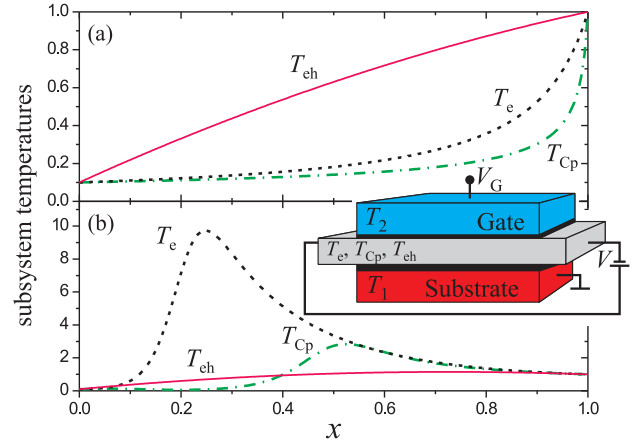 1.0
(a)
0.8
T_eh
0.6
T_e
0.4
T_Cp
0.2
V_G
0.0
subsystem temperatures
10
(b)
T_e
T_2 Gate
8
T_e, T_Cp, T_eh
V
6
T_1 Substrate
4
T_Cp
2
T_eh
0
0.0 0.2 0.4 0.6 0.8 1.0
x